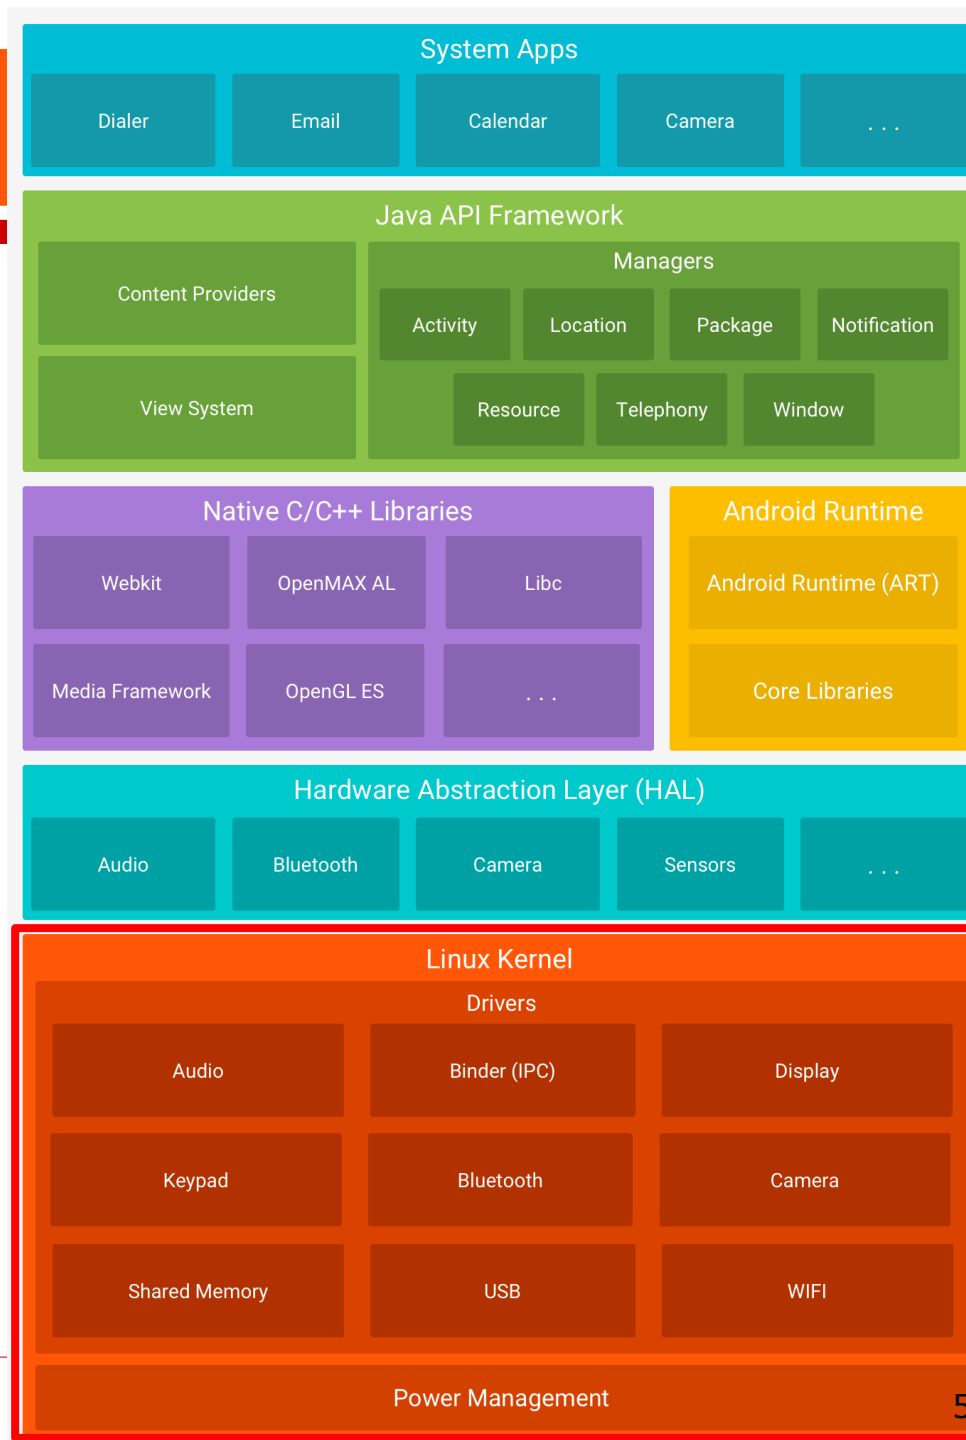 System Apps
Dialer
Email
Calendar
Camera
. . .
Java API Framework
Content Providers
View System
Managers
Activity
Location
Package
Notification
Resource
Telephony
Window
Native C/C++ Libraries
Webkit
OpenMAX AL
Libc
Media Framework
OpenGL ES
. . .
Android Runtime
Android Runtime (ART)
Core Libraries
Hardware Abstraction Layer (HAL)
Audio
Bluetooth
Camera
Sensors
. . .
Linux Kernel
Drivers
Audio
Binder (IPC)
Display
Keypad
Bluetooth
Camera
Shared Memory
USB
WIFI
Power Management
5